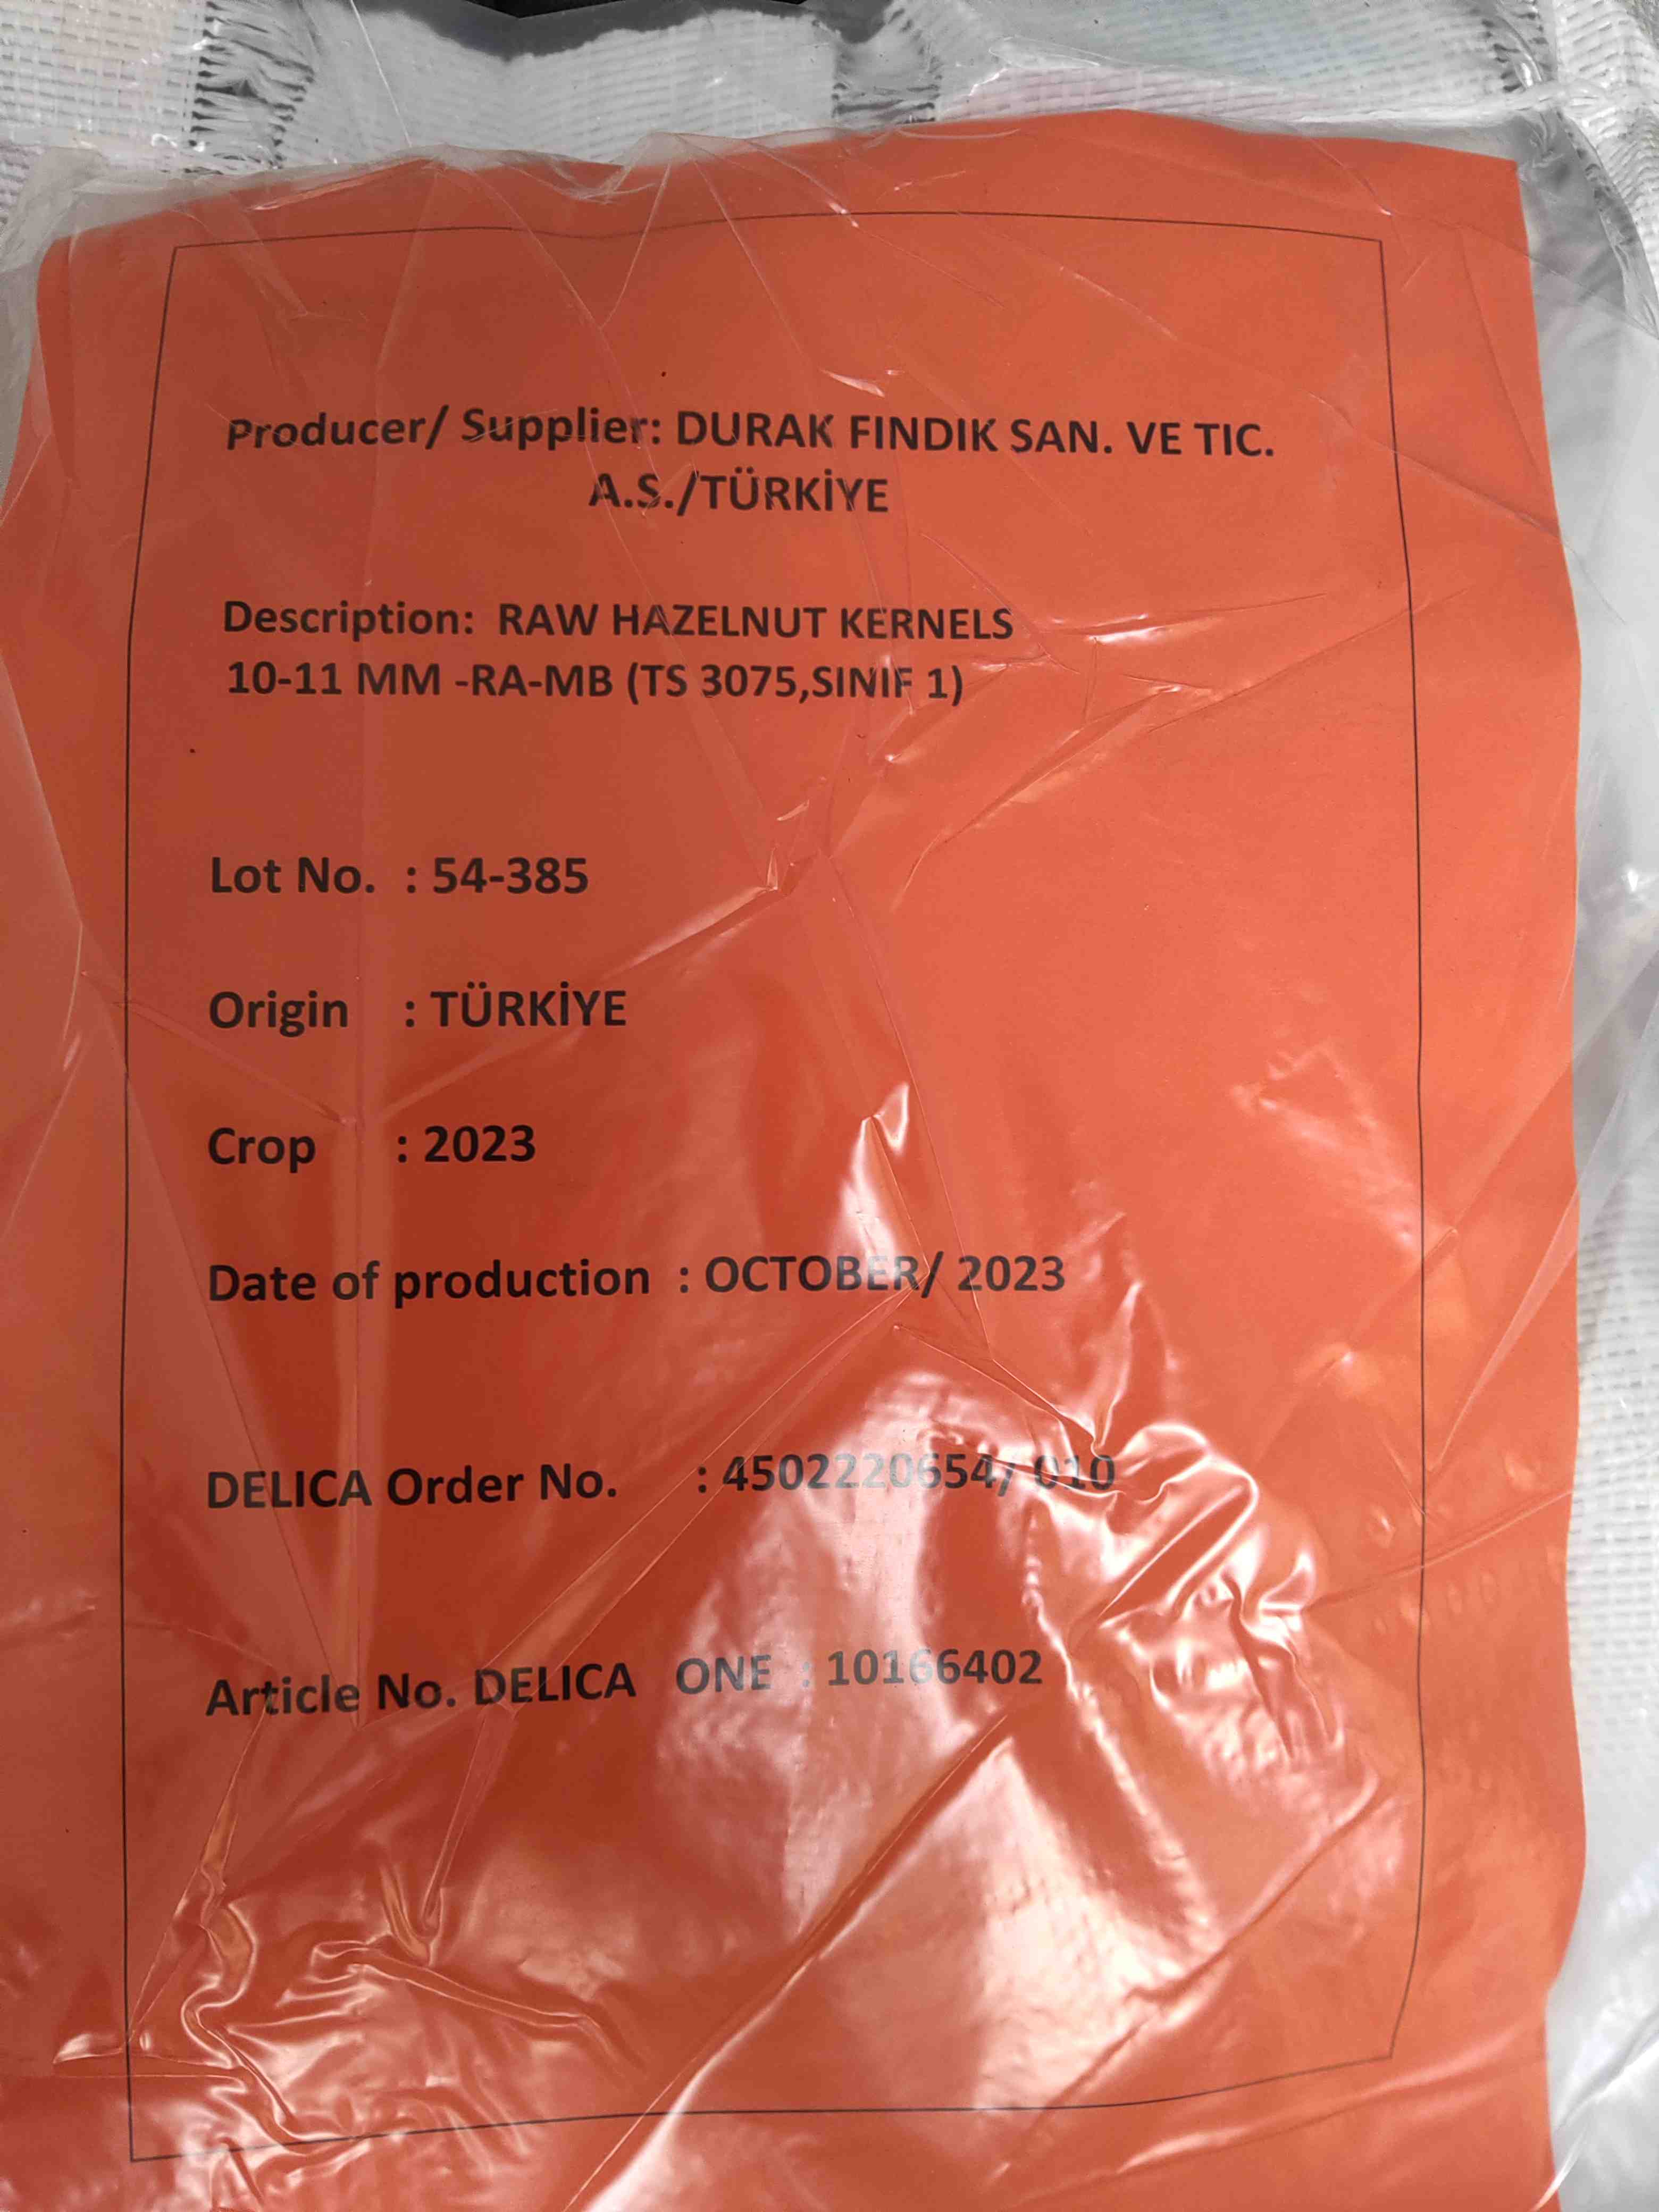 Producer/ Supplier: DURAK FINDIK SAN. VE TIC.
A.S./TÜRKİYE
Description: RAW HAZELNUT KERNELS
10-11 MM -RA-MB (TS 3075,SINIF 1)
Lot No. : 54-385
Origin : TÜRKİYE
Crop : 2023
Date of production : OCTOBER/ 2023
DELICA Order No. : 4502220654/ 010
Article No. DELICA ONE : 10166402